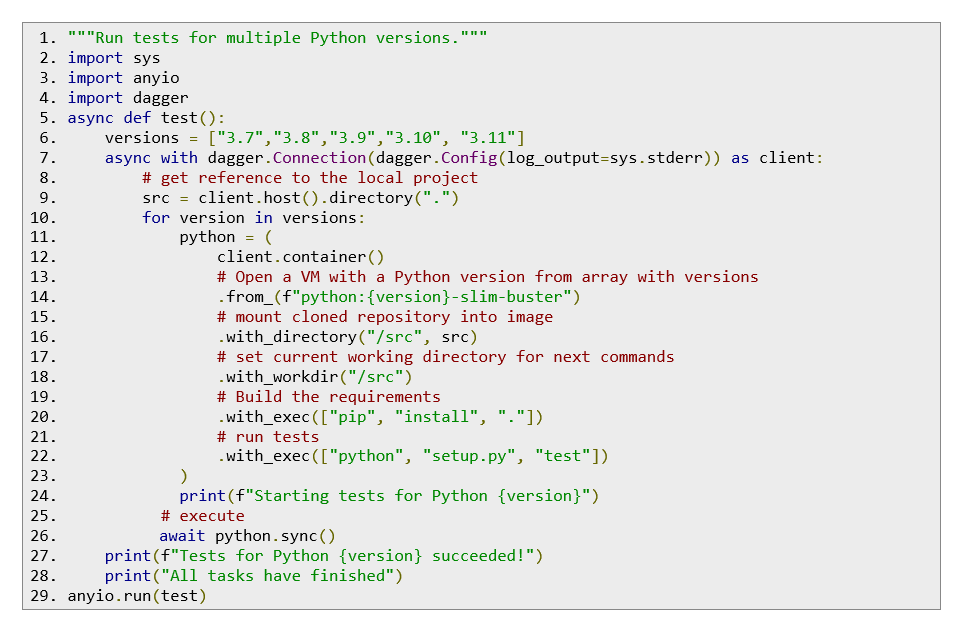 1. """Run tests for multiple Python versions."""
2. import sys
3. import anyio
4. import dagger
5. async def test():
6.     versions = ["3.7","3.8","3.9","3.10", "3.11"]
7.     async with dagger.Connection(dagger.Config(log_output=sys.stderr)) as client:
8.         # get reference to the local project
9.         src = client.host().directory(".")
10.         for version in versions:
11.             python = (
12.                 client.container()
13.                 # Open a VM with a Python version from array with versions
14.                 .from_(f"python:{version}-slim-buster")
15.                 # mount cloned repository into image
16.                 .with_directory("/src", src)
17.                 # set current working directory for next commands
18.                 .with_workdir("/src")
19.                 # Build the requirements
20.                 .with_exec(["pip", "install", "."])
21.                 # run tests
22.                 .with_exec(["python", "setup.py", "test"])
23.             )
24.             print(f"Starting tests for Python {version}")
25.           # execute
26.           await python.sync()
27.     print(f"Tests for Python {version} succeeded!")
28.     print("All tasks have finished")
29. anyio.run(test)